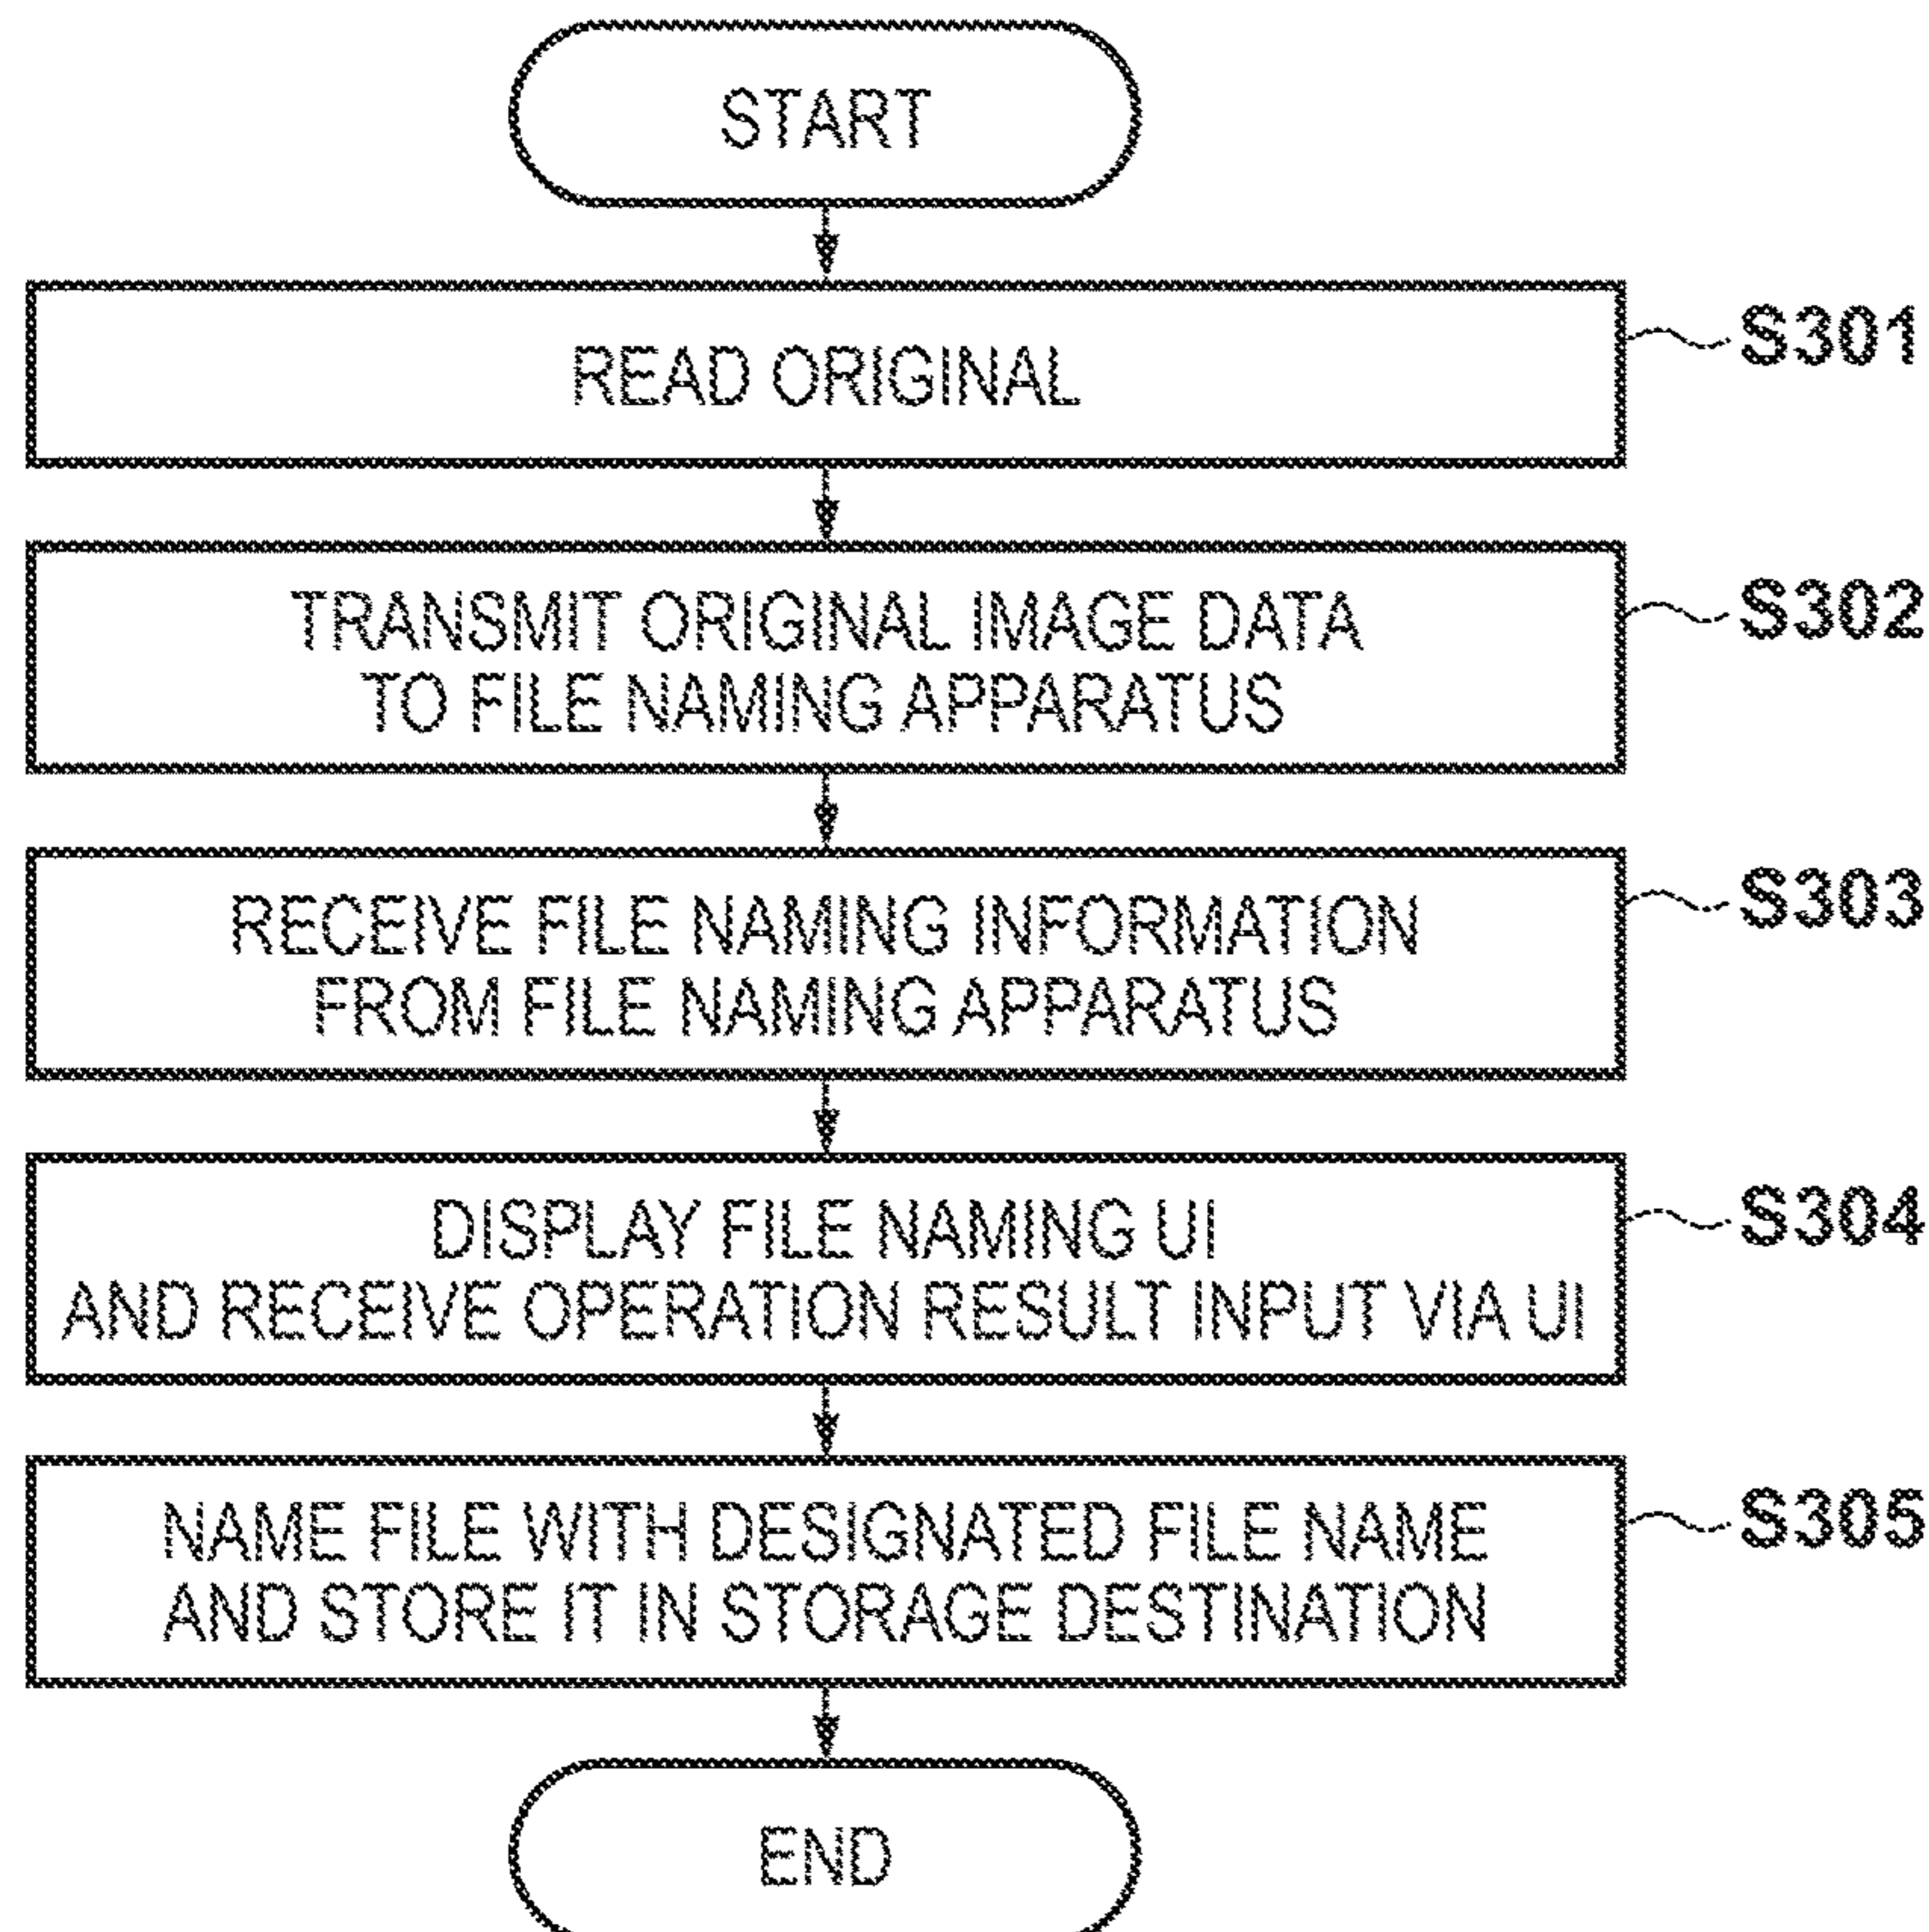 START
READ ORIGINAL
S301
TRANSMIT ORIGINAL IMAGE DATA
TO FILE NAMING APPARATUS
S302
RECEIVE FILE NAMING INFORMATION
FROM FILE NAMING APPARATUS
S303
DISPLAY FILE NAMING UI
AND RECEIVE OPERATION RESULT INPUT VIA UI
S304
NAME FILE WITH DESIGNATED FILE NAME
AND STORE IT IN STORAGE DESTINATION
S305
END